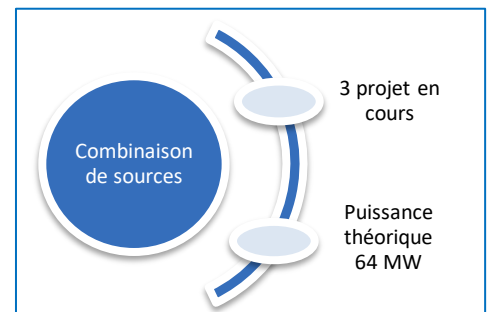 Combinaison
de sources
3 projet en
cours
Puissance
théorique
64 MW